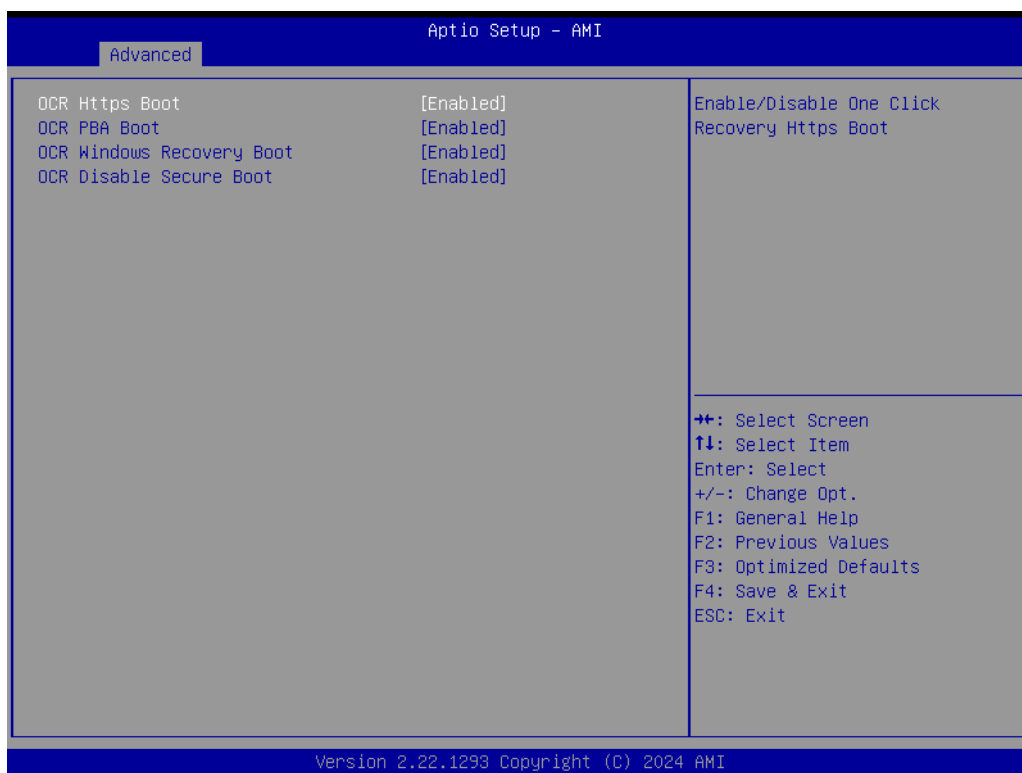 Aptio Setup – AMI
Advanced
OCR Https Boot [Enabled]
OCR PBA Boot [Enabled]
OCR Windows Recovery Boot [Enabled]
OCR Disable Secure Boot [Enabled]
Enable/Disable One Click
Recovery Https Boot
→←: Select Screen
↑↓: Select Item
Enter: Select
+/-: Change Opt.
F1: General Help
F2: Previous Values
F3: Optimized Defaults
F4: Save & Exit
ESC: Exit
Version 2.22.1293 Copyright (C) 2024 AMI